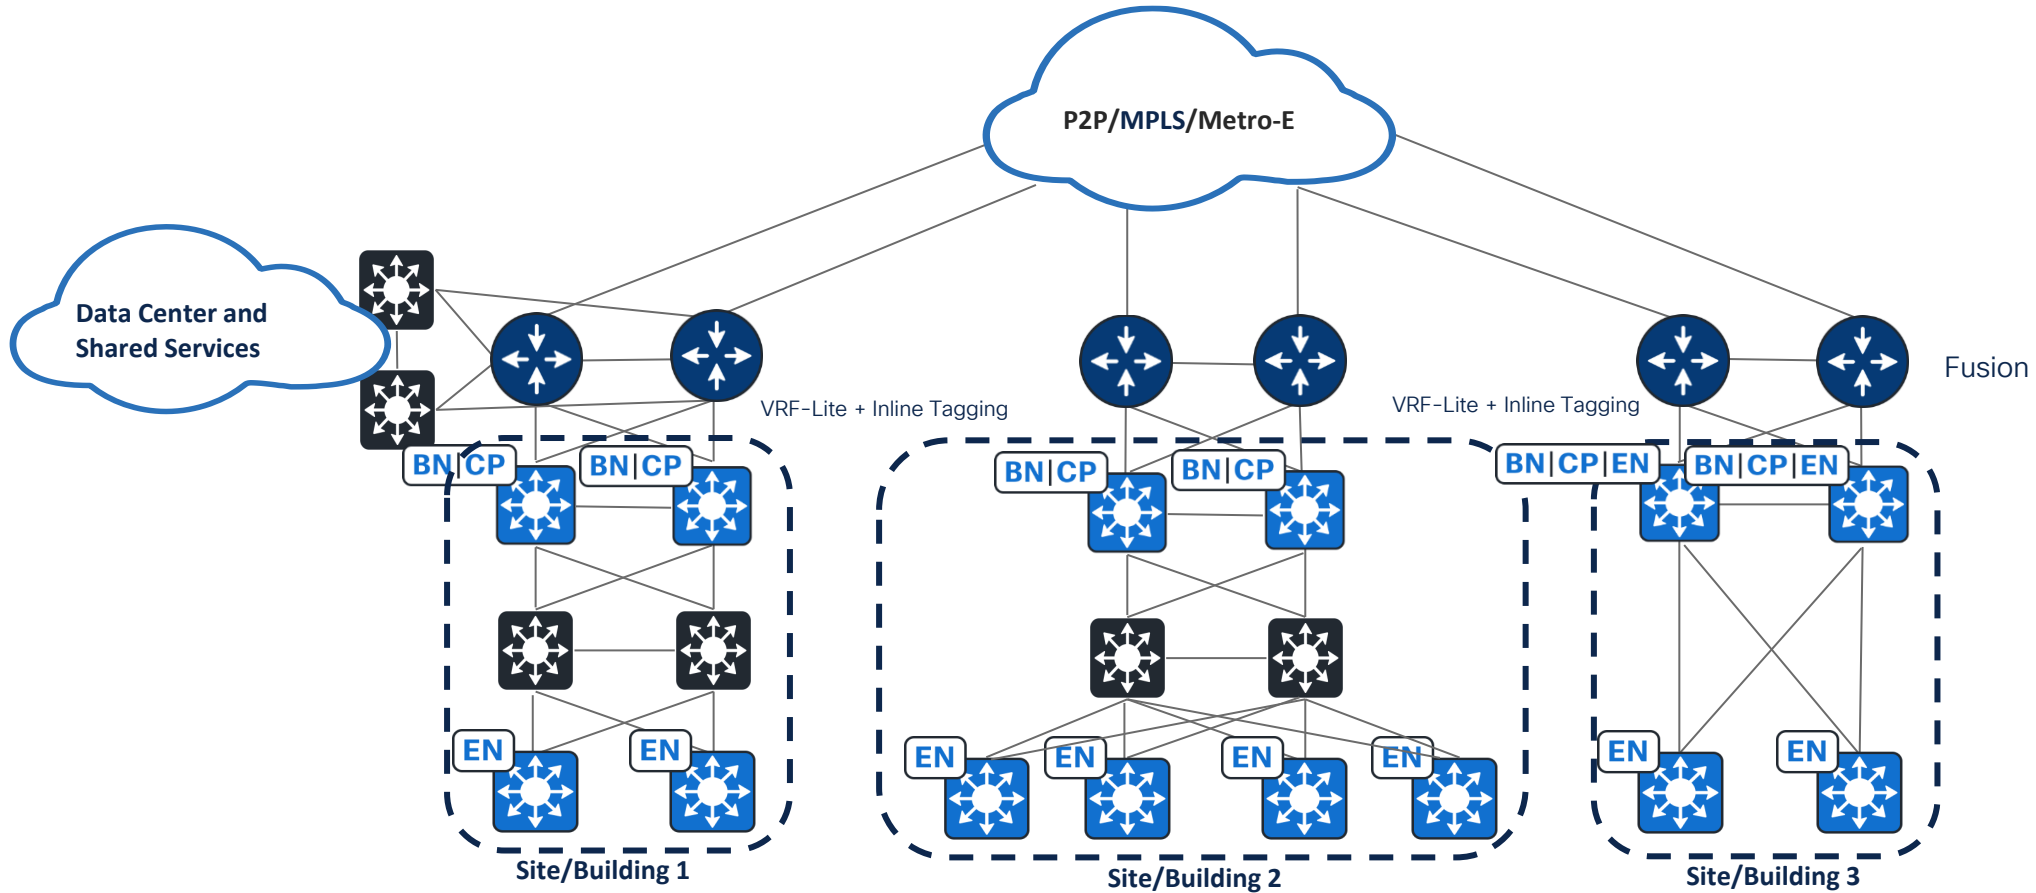 P2P/MPLS/Metro-E
Data Center and
Shared Services
Fusion
VRF-Lite + Inline Tagging
VRF-Lite + Inline Tagging
BN|CP
BN|CP
BN|CP
BN|CP
BN|CP|EN
BN|CP|EN
EN
EN
EN
EN
EN
EN
EN
EN
Site/Building 1
Site/Building 2
Site/Building 3